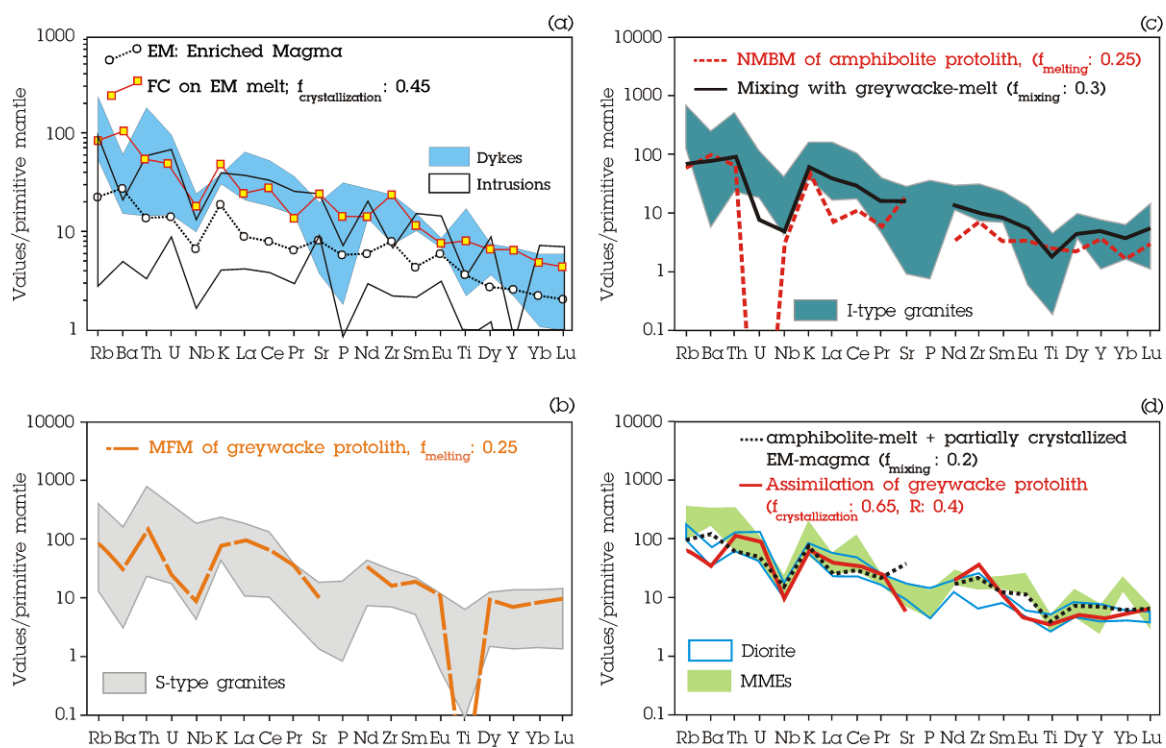 (a)
1000
100
10
1
Values/primitive mantle
EM: Enriched Magma
FC on EM melt; fcrystallization: 0.45
Dykes
Intrusions
Rb Ba Th U Nb K La Ce Pr Sr P Nd Zr Sm Eu Ti Dy Y Yb Lu
(b)
10000
1000
100
10
1
0.1
Values/primitive mantle
MFM of greywacke protolith, fmelting: 0.25
S-type granites
Rb Ba Th U Nb K La Ce Pr Sr P Nd Zr Sm Eu Ti Dy Y Yb Lu
(c)
10000
1000
100
10
1
0.1
Values/primitive mantle
NMBM of amphibolite protolith, (fmelting: 0.25)
Mixing with greywacke-melt (fmixing: 0.3)
I-type granites
Rb Ba Th U Nb K La Ce Pr Sr P Nd Zr Sm Eu Ti Dy Y Yb Lu
(d)
10000
1000
100
10
1
0.1
Values/primitive mantle
amphibolite-melt + partially crystallized
EM-magma (fmixing: 0.2)
Assimilation of greywacke protolith
(fcrystallization: 0.65, R: 0.4)
Diorite
MMEs
Rb Ba Th U Nb K La Ce Pr Sr P Nd Zr Sm Eu Ti Dy Y Yb Lu